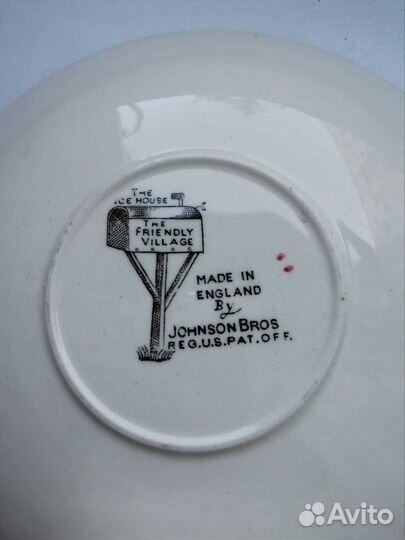 THE
ICE HOUSE
THE
FRIENDLY
VILLAGE
MADE IN
ENGLAND
By
JOHNSON BROS
REG.U.S.PAT.OFF.
Avito